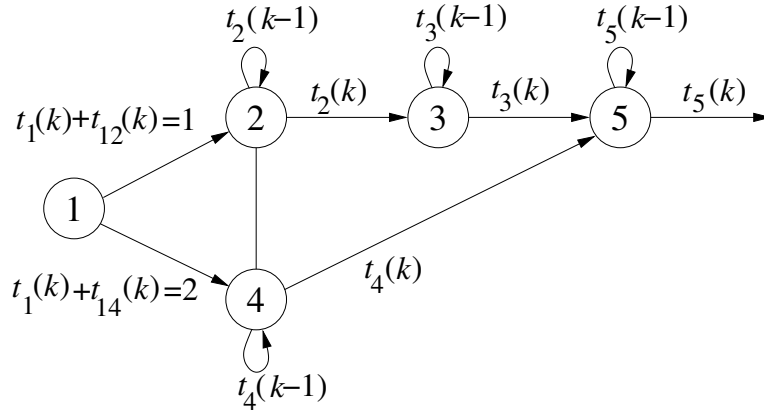 t₂(k−1)
t₃(k−1)
t₅(k−1)
t₂(k)
t₃(k)
t₅(k)
t₁(k)+t₁₂(k)=1
2
3
5
1
t₄(k)
t₁(k)+t₁₄(k)=2
4
t₄(k−1)